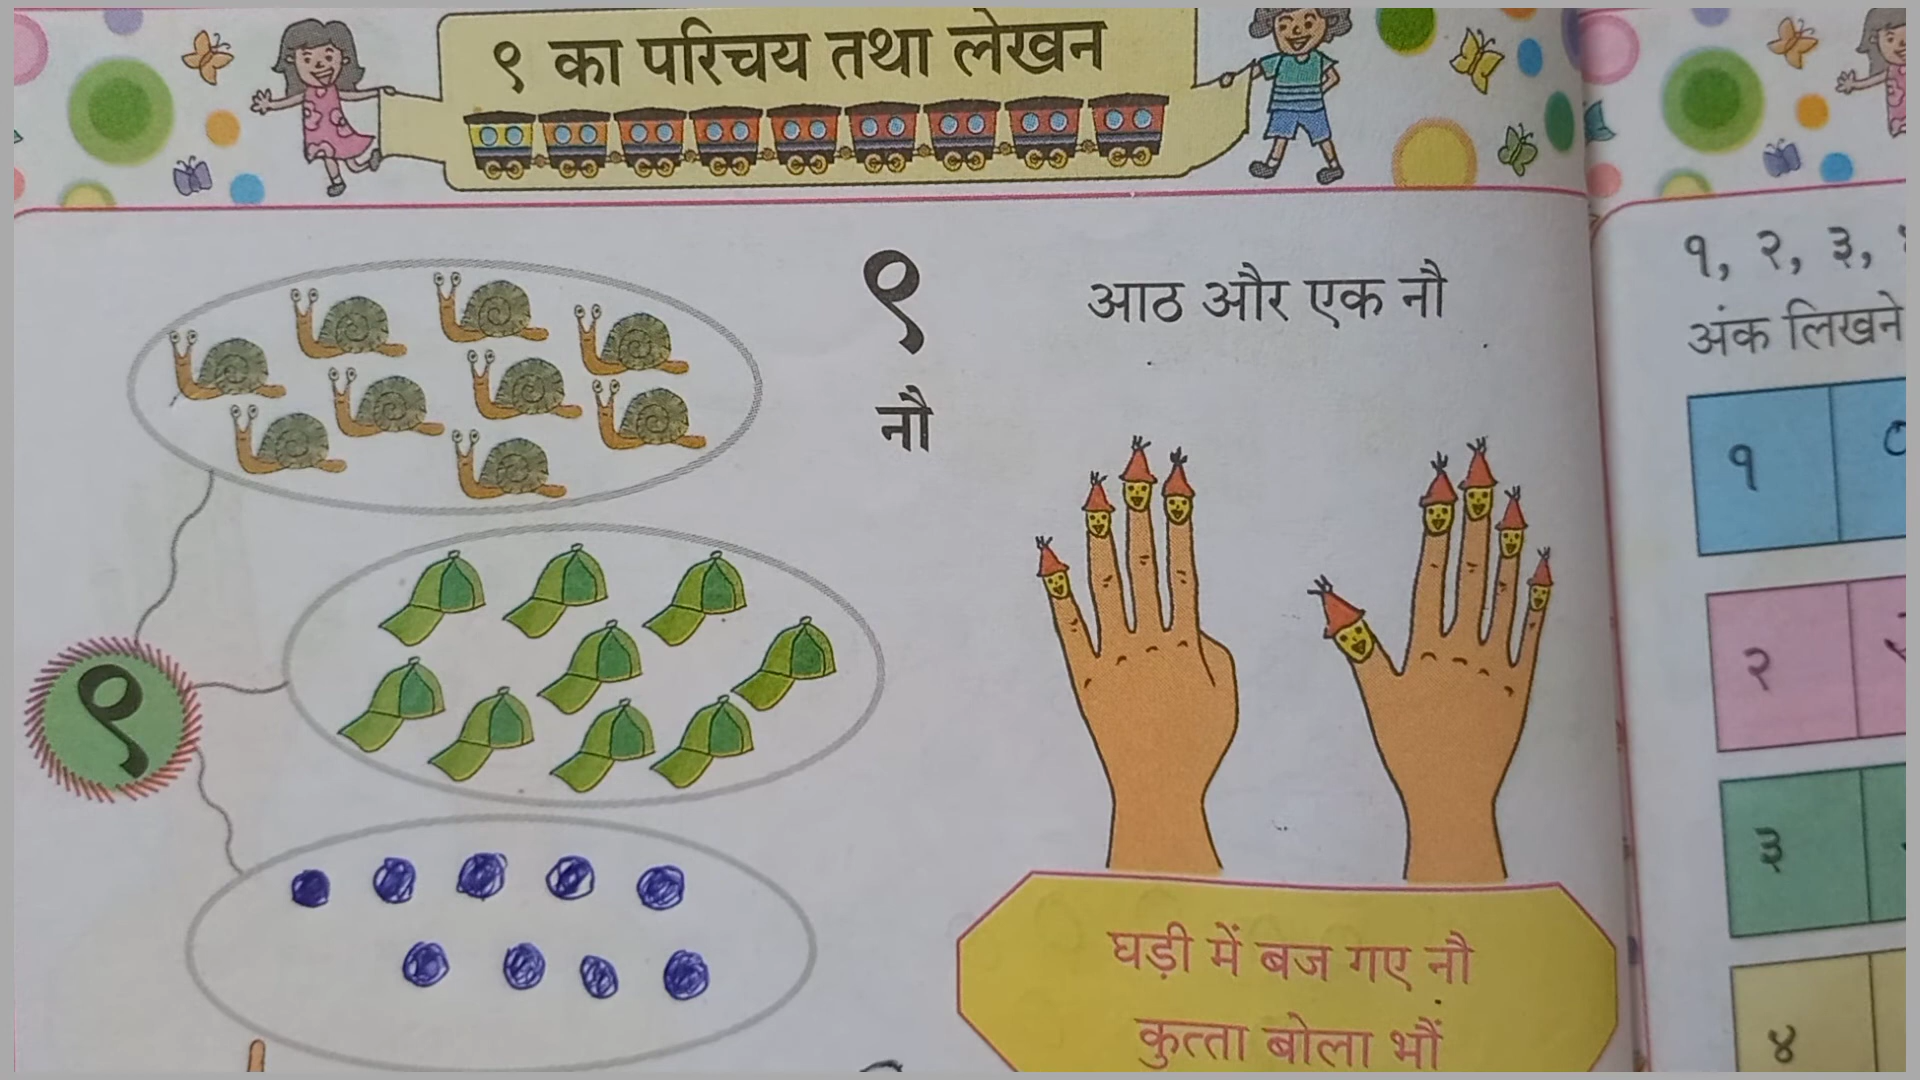 ९ का परिचय तथा लेखन
९
आठ और एक नौ
नौ
९
घड़ी में बज गए नौ
कुत्ता बोला भौं
१, २, ३,
अंक लिखने
१
२
३
४